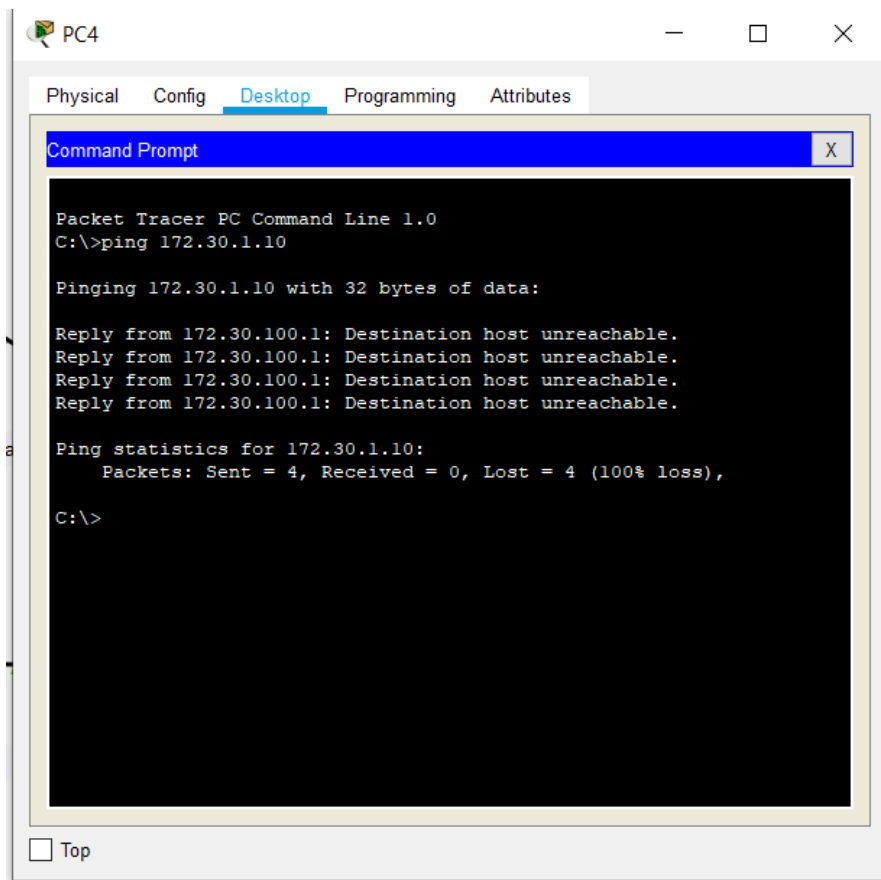 PC4
Physical Config Desktop Programming Attributes
Command Prompt X
Packet Tracer PC Command Line 1.0
C:\>ping 172.30.1.10
Pinging 172.30.1.10 with 32 bytes of data:
Reply from 172.30.100.1: Destination host unreachable.
Reply from 172.30.100.1: Destination host unreachable.
Reply from 172.30.100.1: Destination host unreachable.
Reply from 172.30.100.1: Destination host unreachable.
Ping statistics for 172.30.1.10:
Packets: Sent = 4, Received = 0, Lost = 4 (100% loss),
C:\>
Top